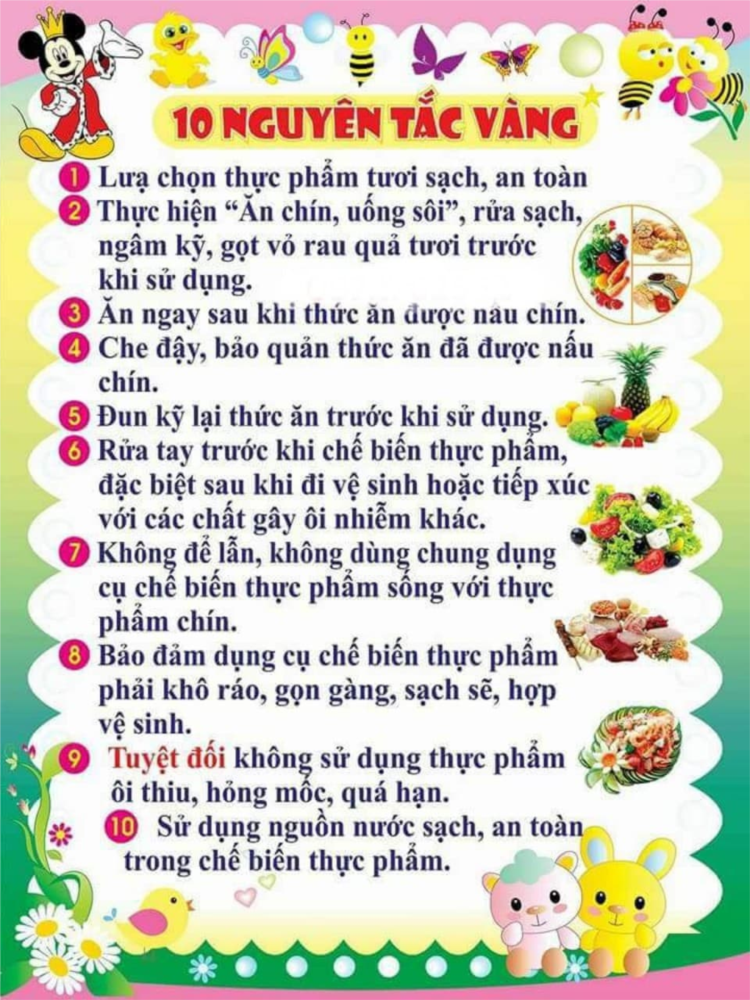 10 NGUYÊN TẮC VÀNG
1 Lưạ chọn thực phẩm tươi sạch, an toàn
2 Thực hiện “Ăn chín, uống sôi”, rửa sạch,
ngâm kỹ, gọt vỏ rau quả tươi trước
khi sử dụng.
3 Ăn ngay sau khi thức ăn được nấu chín.
4 Che đậy, bảo quản thức ăn đã được nấu
chín.
5 Đun kỹ lại thức ăn trước khi sử dụng.
6 Rửa tay trước khi chế biến thực phẩm,
đặc biệt sau khi đi vệ sinh hoặc tiếp xúc
với các chất gây ôi nhiễm khác.
7 Không để lẫn, không dùng chung dụng
cụ chế biến thực phẩm sống với thực
phẩm chín.
8 Bảo đảm dụng cụ chế biến thực phẩm
phải khô ráo, gọn gàng, sạch sẽ, hợp
vệ sinh.
9 Tuyệt đối không sử dụng thực phẩm
ôi thiu, hỏng mốc, quá hạn.
10 Sử dụng nguồn nước sạch, an toàn
trong chế biến thực phẩm.